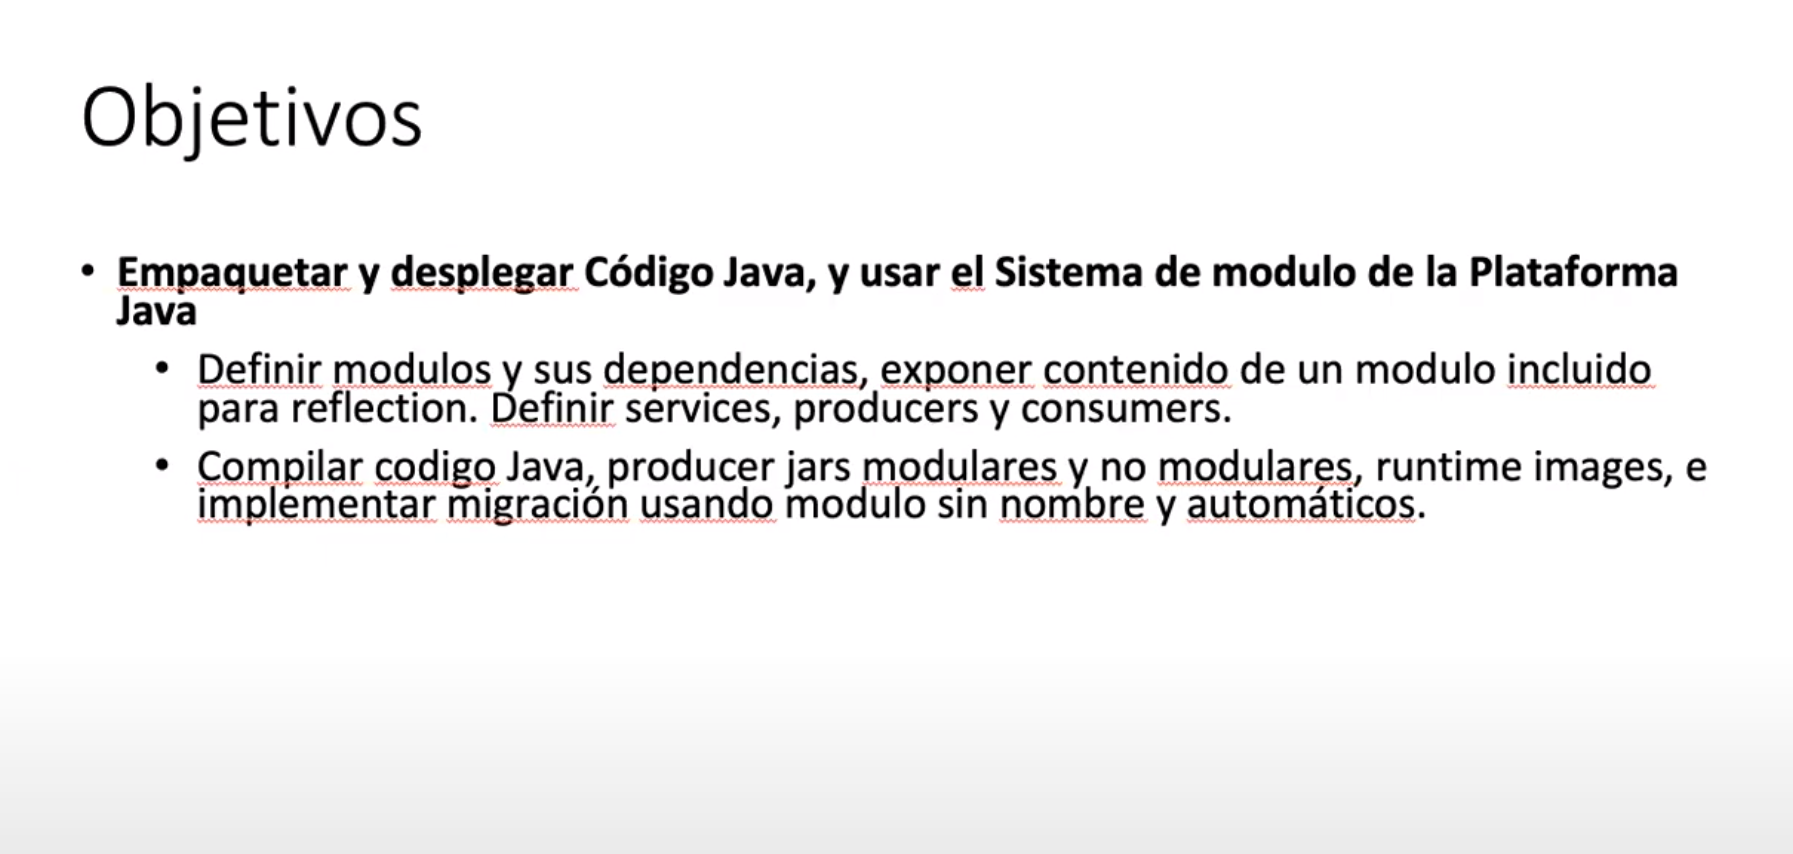 Objetivos
• Empaquetar y desplegar Código Java, y usar el Sistema de modulo de la Plataforma
Java
• Definir modulos y sus dependencias, exponer contenido de un modulo incluido
para reflection. Definir services, producers y consumers.
• Compilar codigo Java, producer jars modulares y no modulares, runtime images, e
implementar migración usando modulo sin nombre y automáticos.